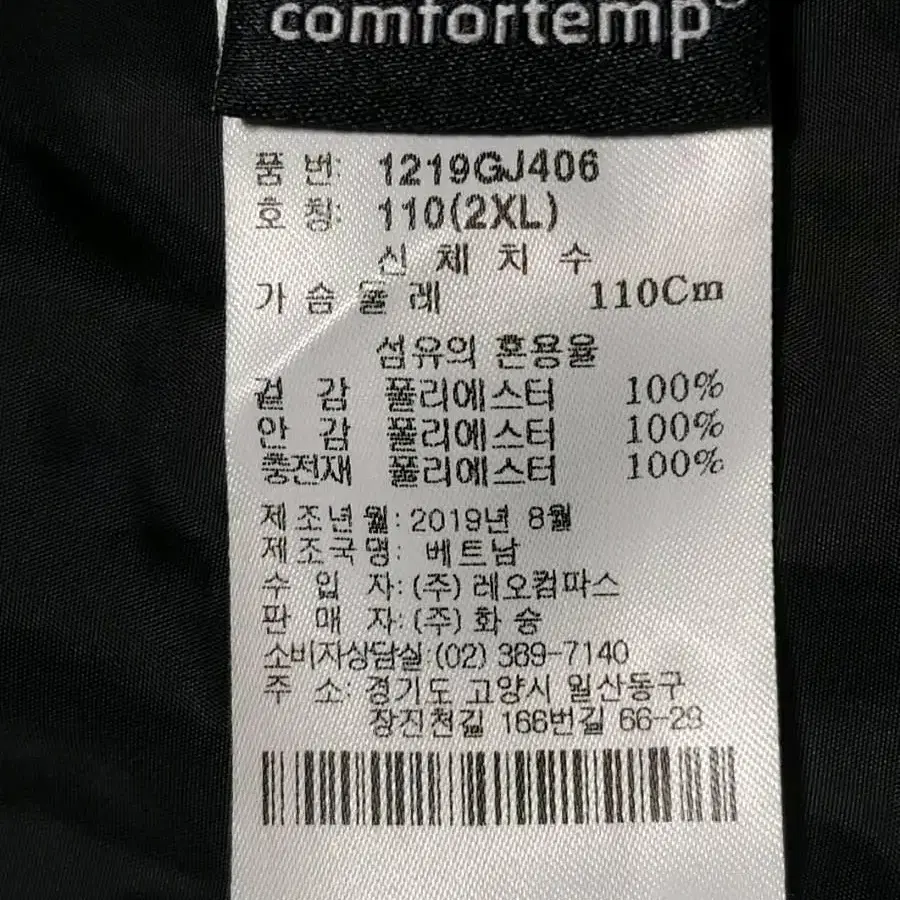 comfortemp®
품 번: 1219GJ406
호 칭: 110(2XL)
신 체 치 수
가 슴 둘 레 110Cm
섬유의 혼용율
겉 감 폴리에스터 100%
안 감 폴리에스터 100%
충전재 폴리에스터 100%
제 조 년 월: 2019년 8월
제 조 국 명: 베트남
수 입 자: (주) 레오컴파스
판 매 자: (주) 화 승
소비자상담실:(02) 389-7140
주 소: 경기도 고양시 일산동구
장진천길 166번길 66-29